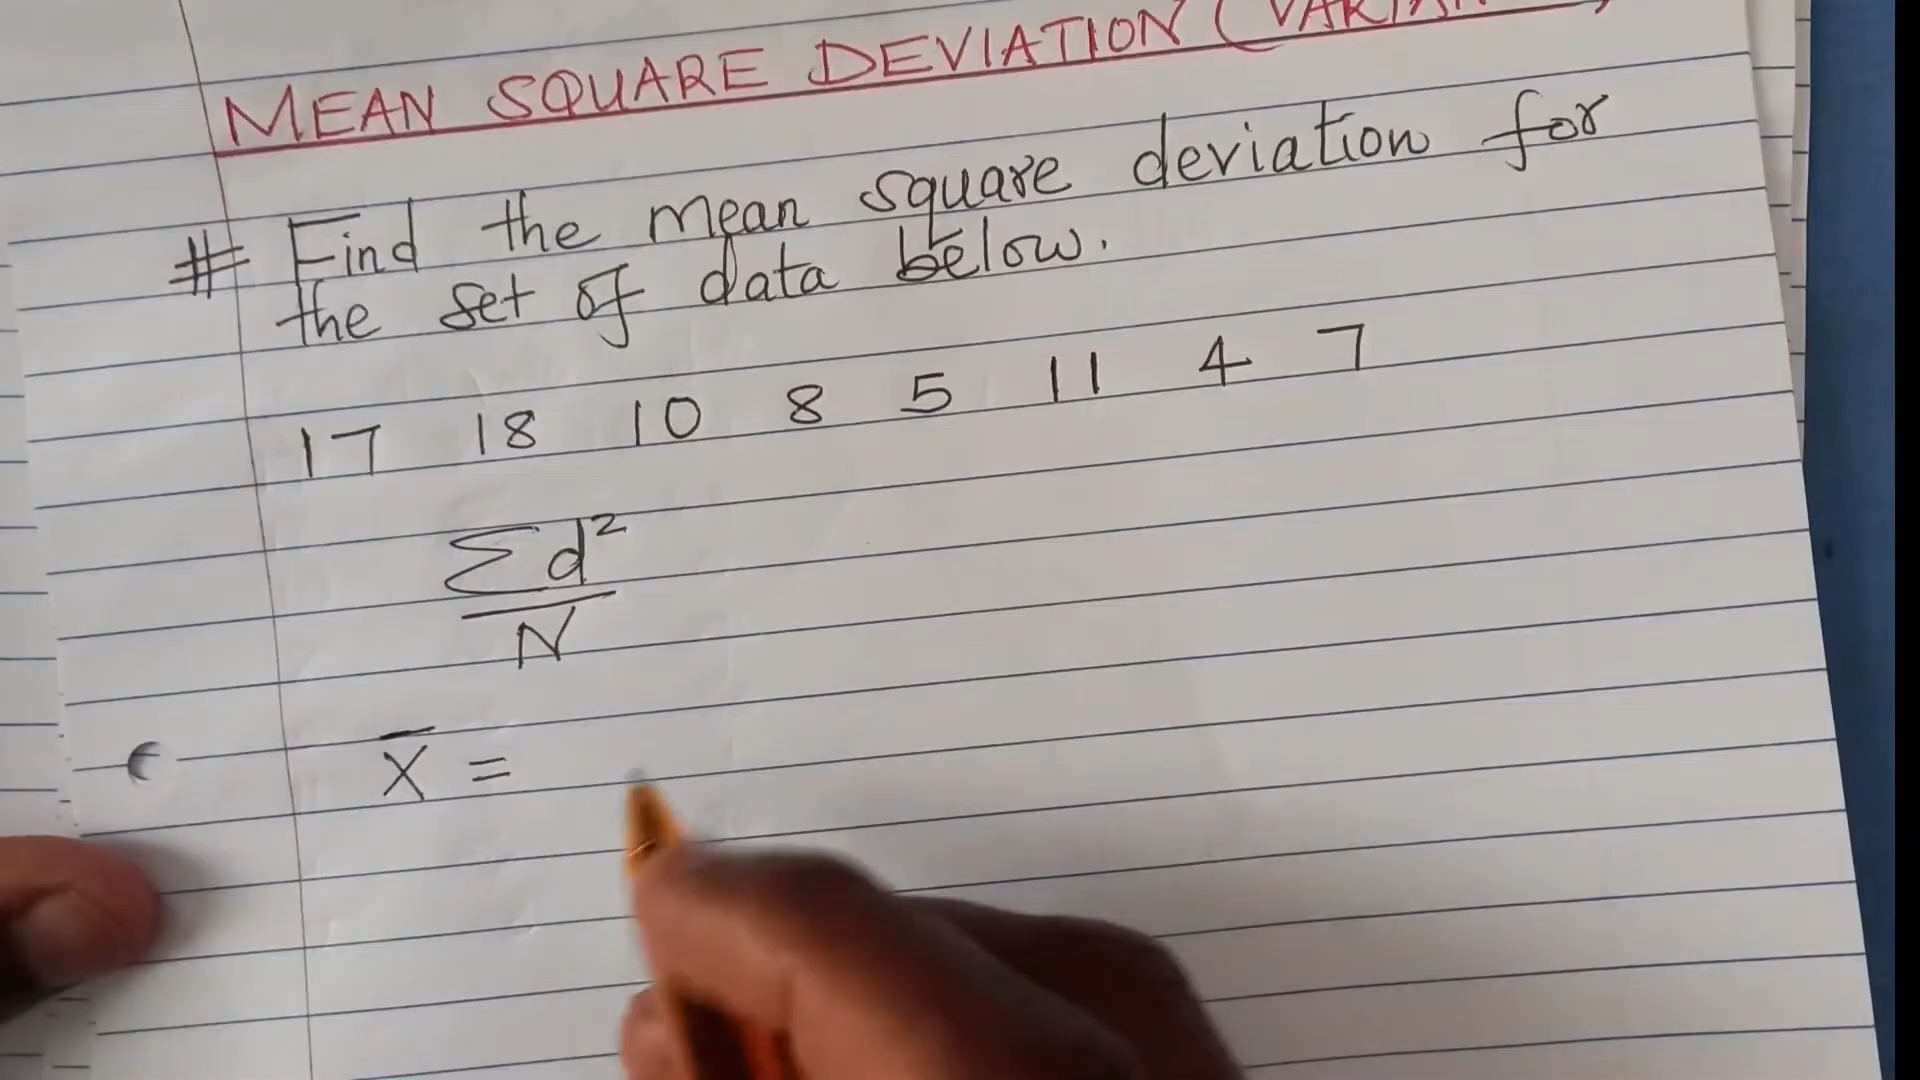 MEAN SQUARE DEVIATION (
# Find the mean square deviation for
the set of data below.
17 18 10 8 5 11 4 7
Σd²
N
X̄ =